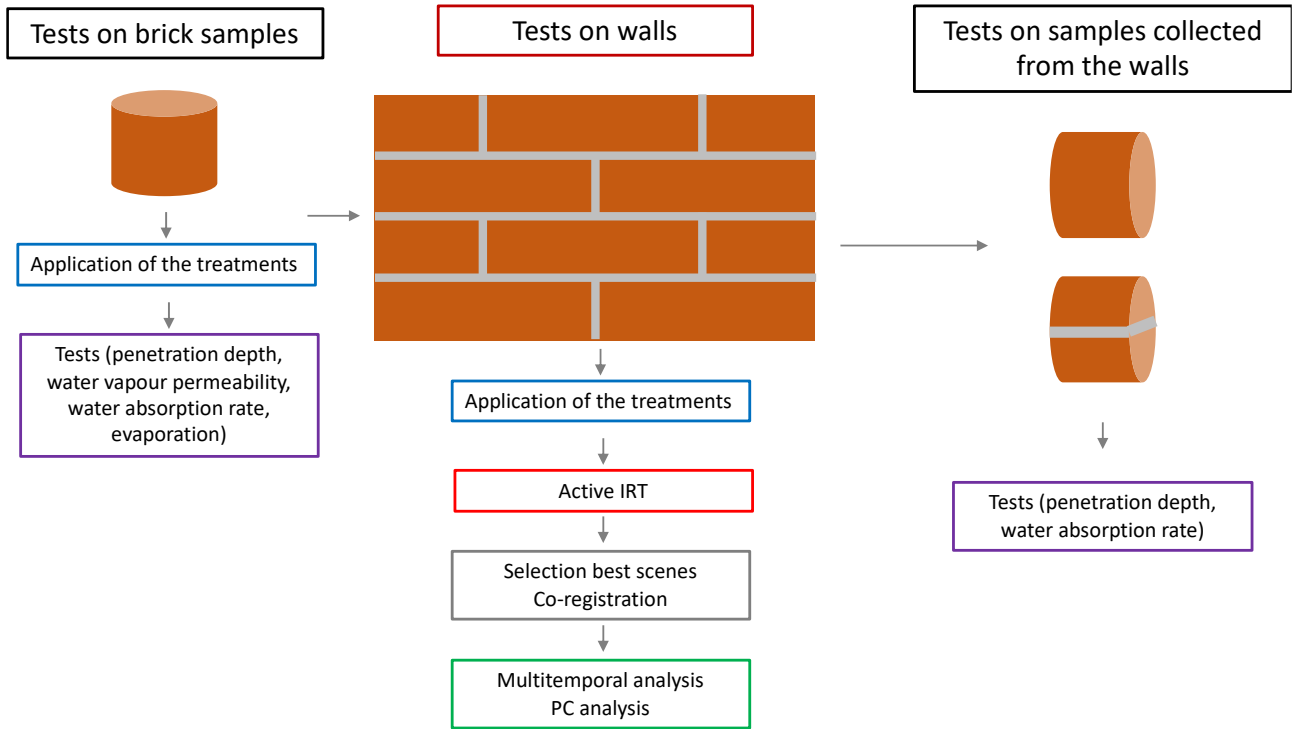 Tests on brick samples
Application of the treatments
Tests (penetration depth,
water vapour permeability,
water absorption rate,
evaporation)
Tests on walls
Application of the treatments
Active IRT
Selection best scenes
Co-registration
Multitemporal analysis
PC analysis
Tests on samples collected
from the walls
Tests (penetration depth,
water absorption rate)